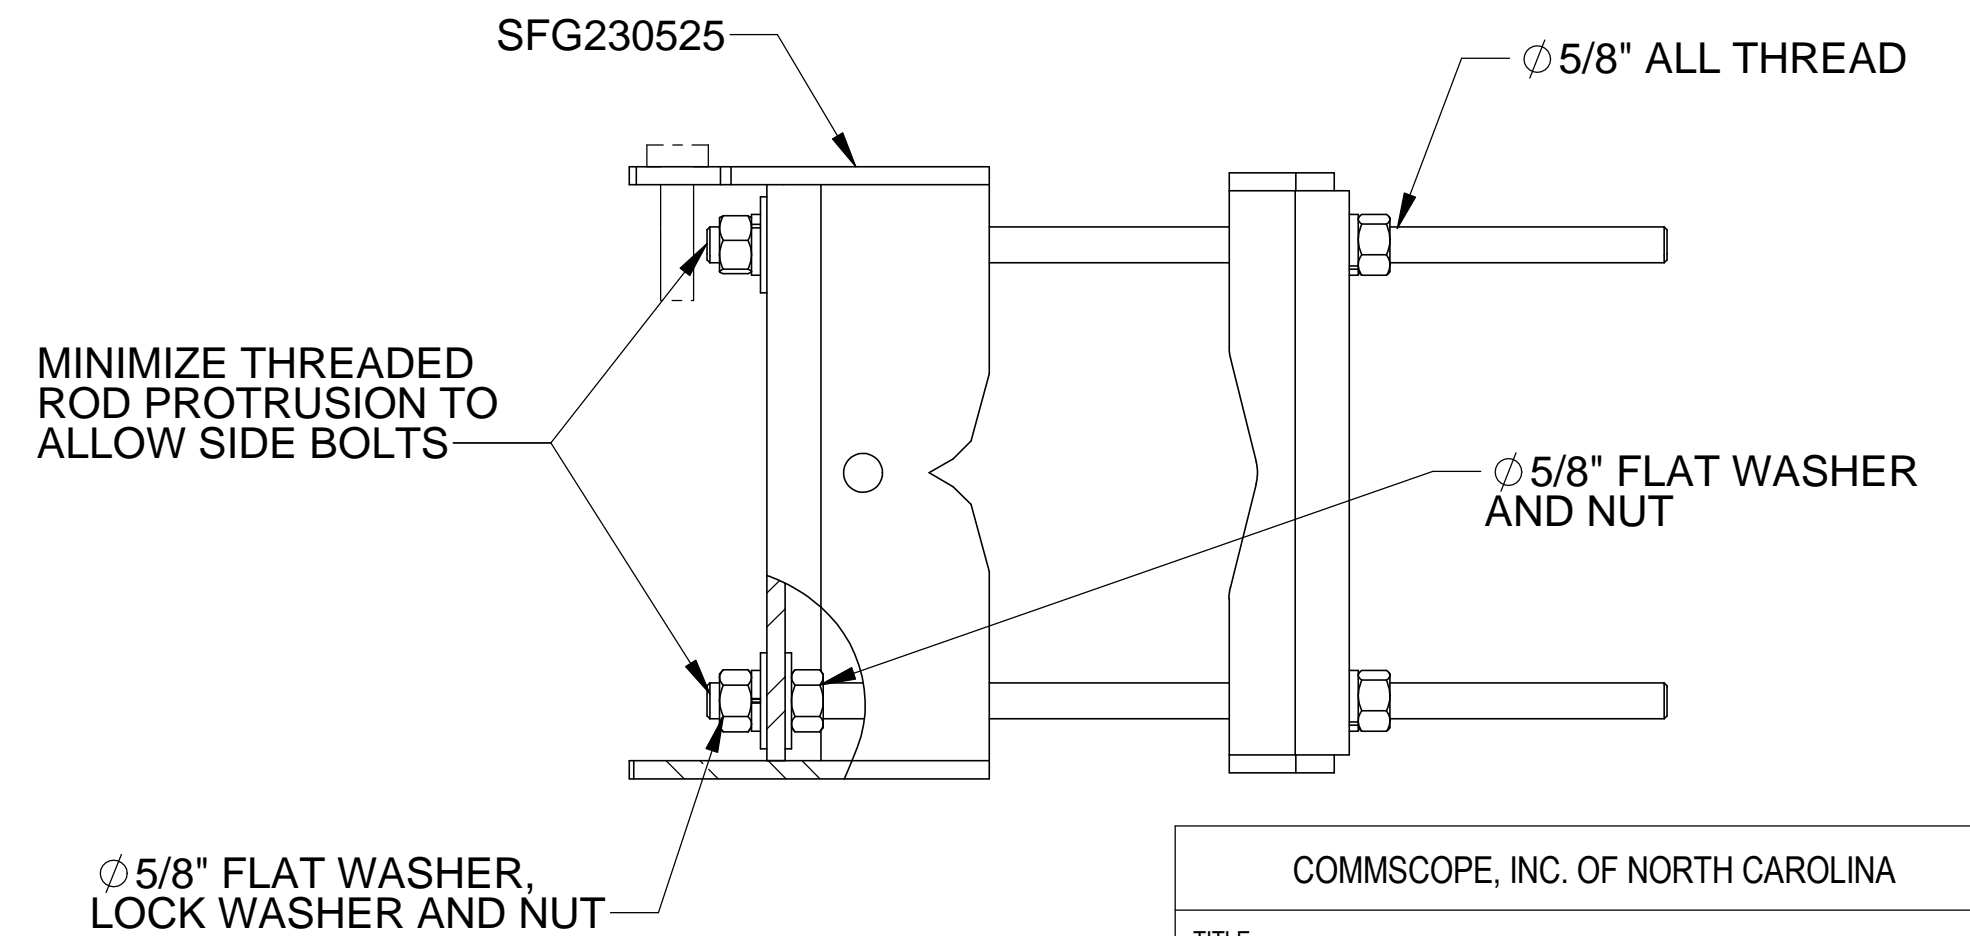 SFG230525
⌀5/8" ALL THREAD
MINIMIZE THREADED
ROD PROTRUSION TO
ALLOW SIDE BOLTS
⌀5/8" FLAT WASHER
AND NUT
⌀5/8" FLAT WASHER,
LOCK WASHER AND NUT
COMMSCOPE, INC. OF NORTH CAROLINA
TITLE